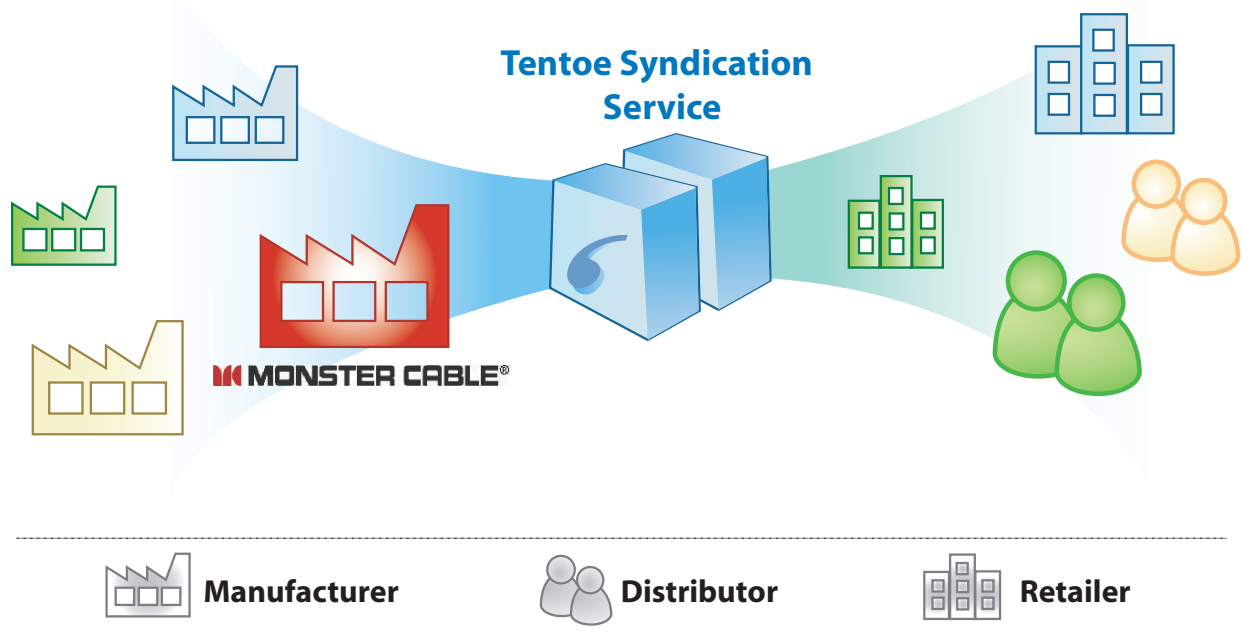 Tentoe Syndication
Service
MONSTER CABLE®
Manufacturer
Distributor
Retailer